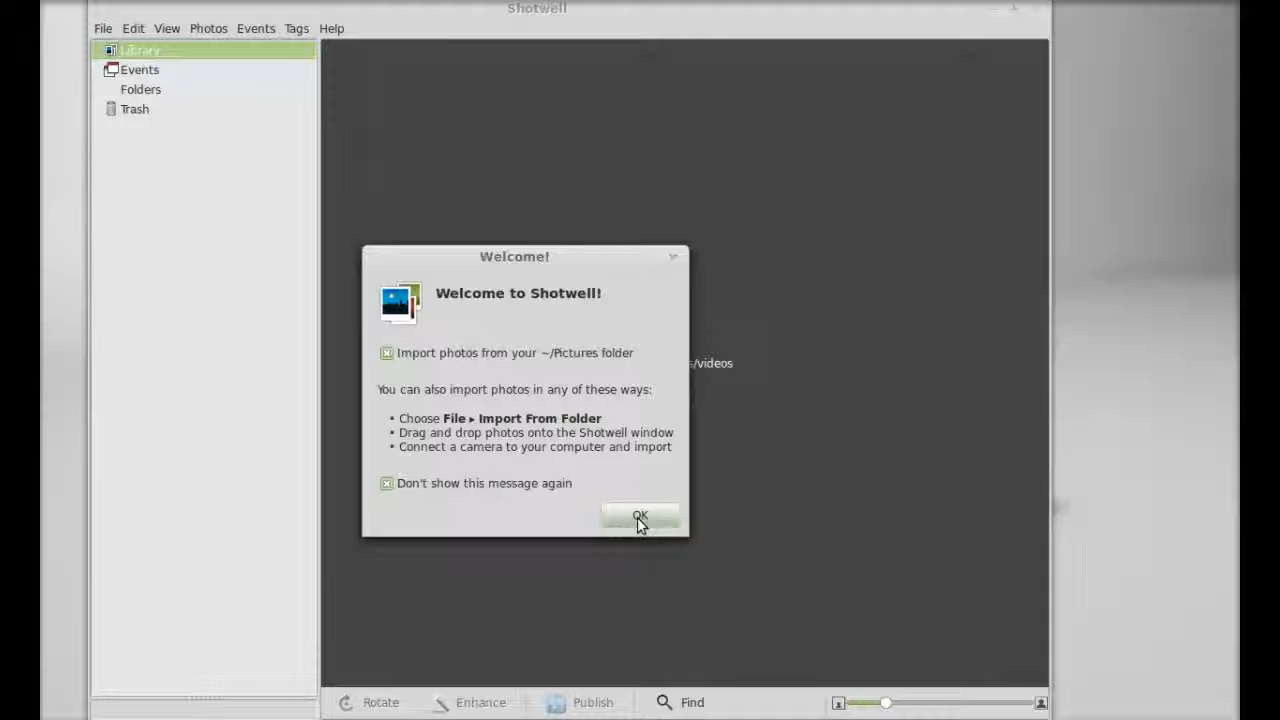 Shotwell
File Edit View Photos Events Tags Help
Library
Events
Folders
Trash
Welcome!
Welcome to Shotwell!
Import photos from your ~/Pictures folder
s/videos
You can also import photos in any of these ways:
• Choose File ▸ Import From Folder
• Drag and drop photos onto the Shotwell window
• Connect a camera to your computer and import
Don't show this message again
OK
Rotate Enhance Publish Find